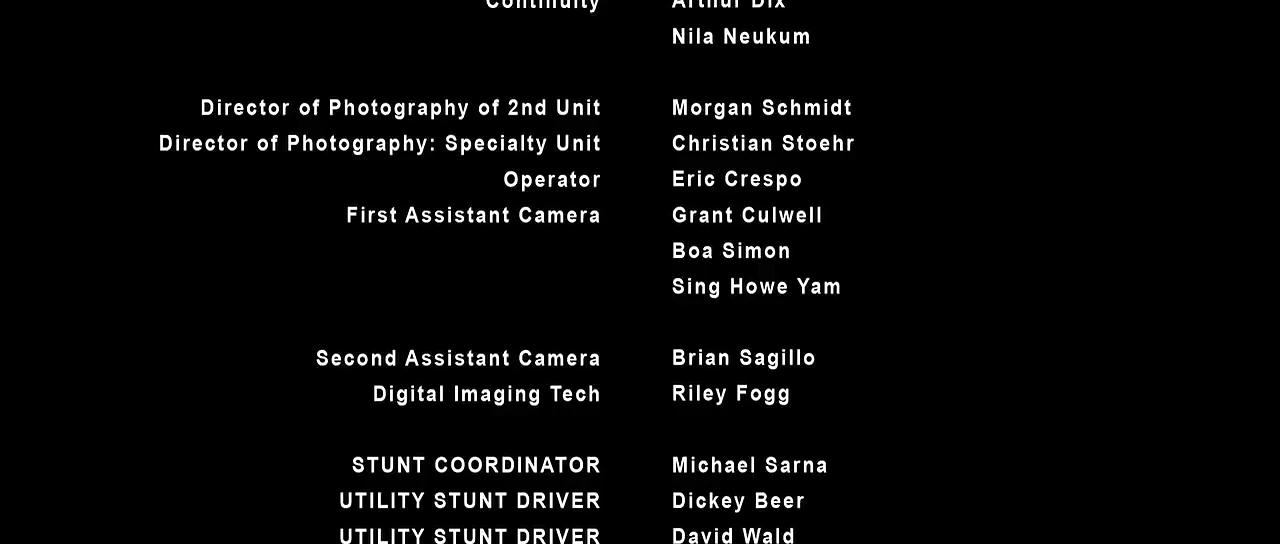 Continuity Arthur Dix
Nila Neukum
Director of Photography of 2nd Unit Morgan Schmidt
Director of Photography: Specialty Unit Christian Stoehr
Operator Eric Crespo
First Assistant Camera Grant Culwell
Boa Simon
Sing Howe Yam
Second Assistant Camera Brian Sagillo
Digital Imaging Tech Riley Fogg
STUNT COORDINATOR Michael Sarna
UTILITY STUNT DRIVER Dickey Beer
UTILITY STUNT DRIVER David Wald